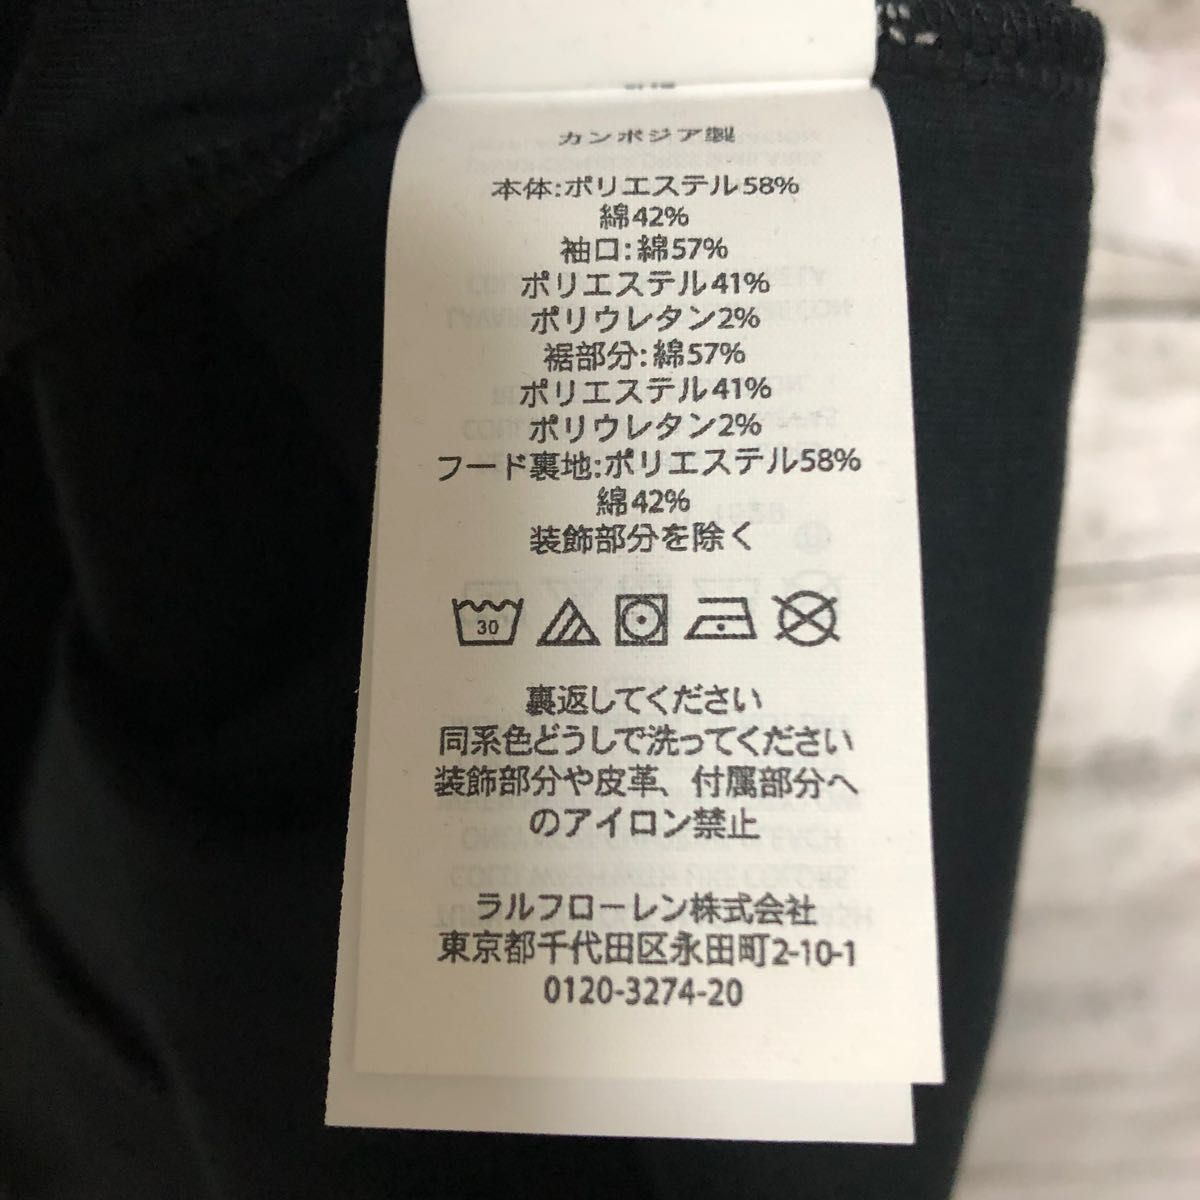 カンボジア製
本体:ポリエステル58%
綿42%
袖口:綿57%
ポリエステル41%
ポリウレタン2%
裾部分:綿57%
ポリエステル41%
ポリウレタン2%
フード裏地:ポリエステル58%
綿42%
装飾部分を除く
30
裏返してください
同系色どうしで洗ってください
装飾部分や皮革、付属部分へ
のアイロン禁止
ラルフローレン株式会社
東京都千代田区永田町2-10-1
0120-3274-20